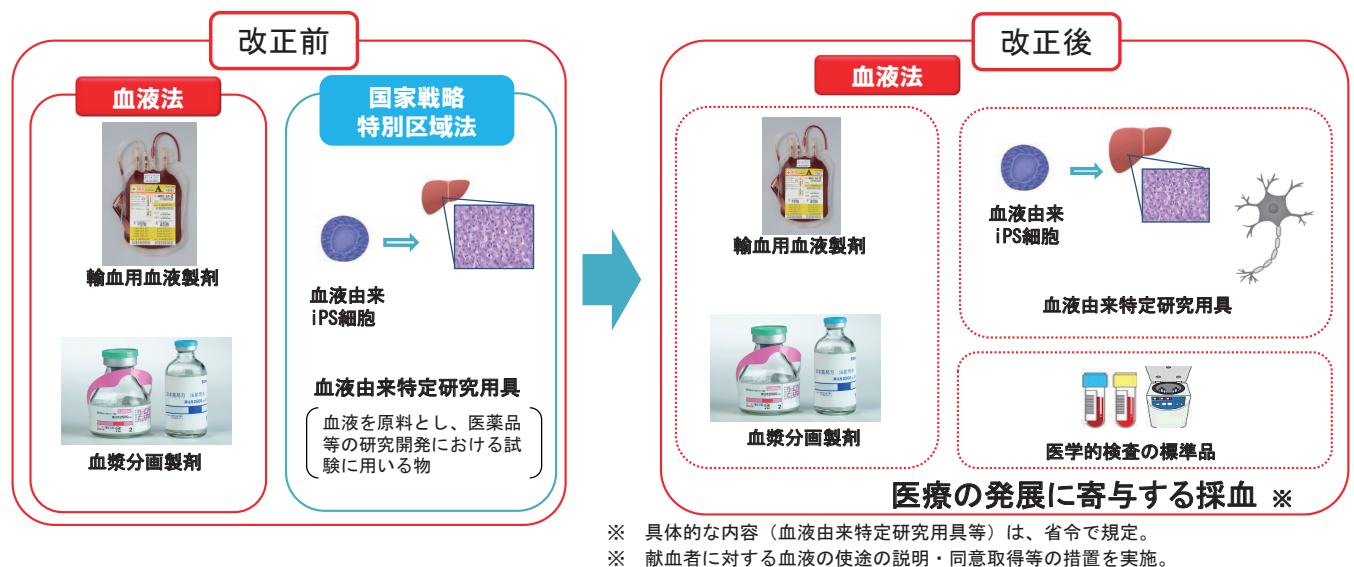 改正前
血液法
輸血用血液製剤
血漿分画製剤
国家戦略
特別区域法
血液由来
iPS細胞
血液由来特定研究用具
血液を原料とし、医薬品
等の研究開発における試
験に用いる物
改正後
血液法
輸血用血液製剤
血漿分画製剤
血液由来
iPS細胞
血液由来特定研究用具
医学的検査の標準品
医療の発展に寄与する採血 ※
※ 具体的な内容（血液由来特定研究用具等）は、省令で規定。
※ 献血者に対する血液の使途の説明・同意取得等の措置を実施。